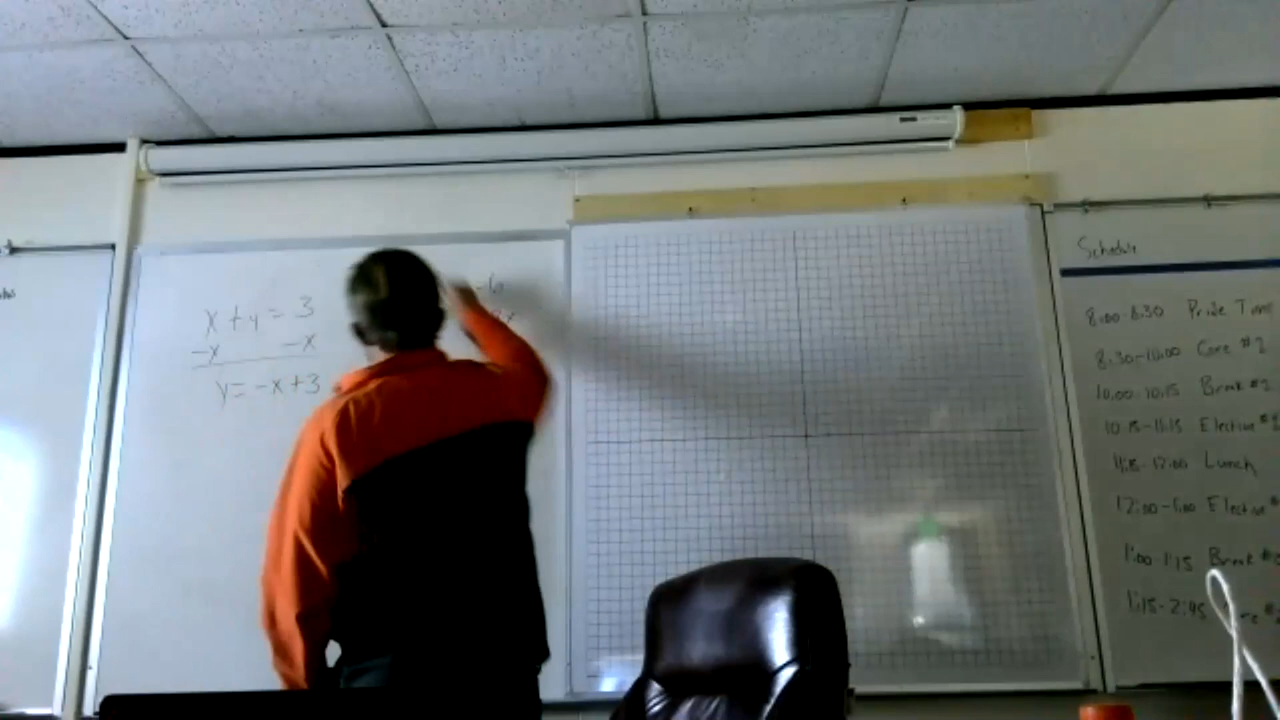 x + y = 3
-x -x
y = -x + 3
-6
Schedule
8:00-8:30 Pride Time
8:30-10:00 Core #2
10:00-10:15 Break #1
10:15-11:15 Elective
11:15-12:00 Lunch
12:00-1:00 Elective
1:00-1:15 Break
1:15-2:45